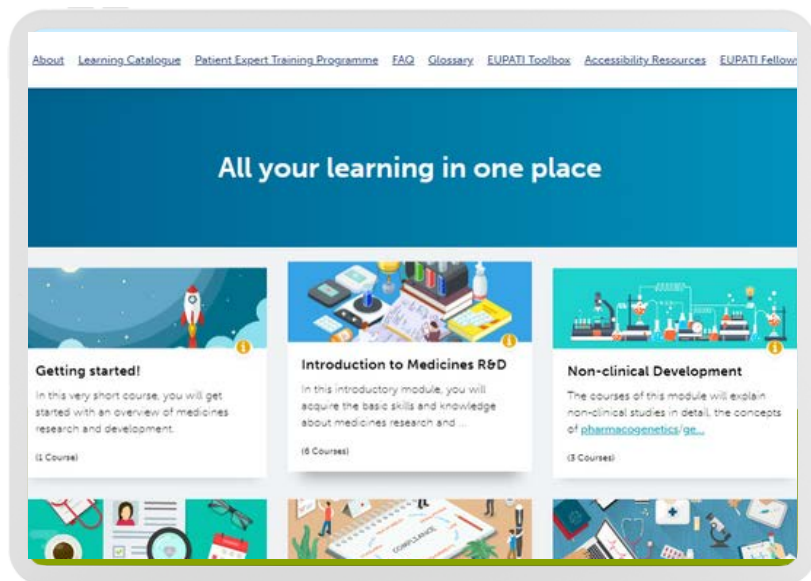 About Learning Catalogue Patient Expert Training Programme FAQ Glossary EUPATI Toolbox Accessibility Resources EUPATI Fellows
All your learning in one place
Getting started!
In this very short course, you will get
started with an overview of medicines
research and development.
(1 Course)
Introduction to Medicines R&D
In this introductory module, you will
acquire the basic skills and knowledge
about medicines research and ...
(6 Courses)
Non-clinical Development
The courses of this module will explain
non-clinical studies in detail, the concepts
of pharmacogenetics/ge...
(3 Courses)
COMPLIANCE